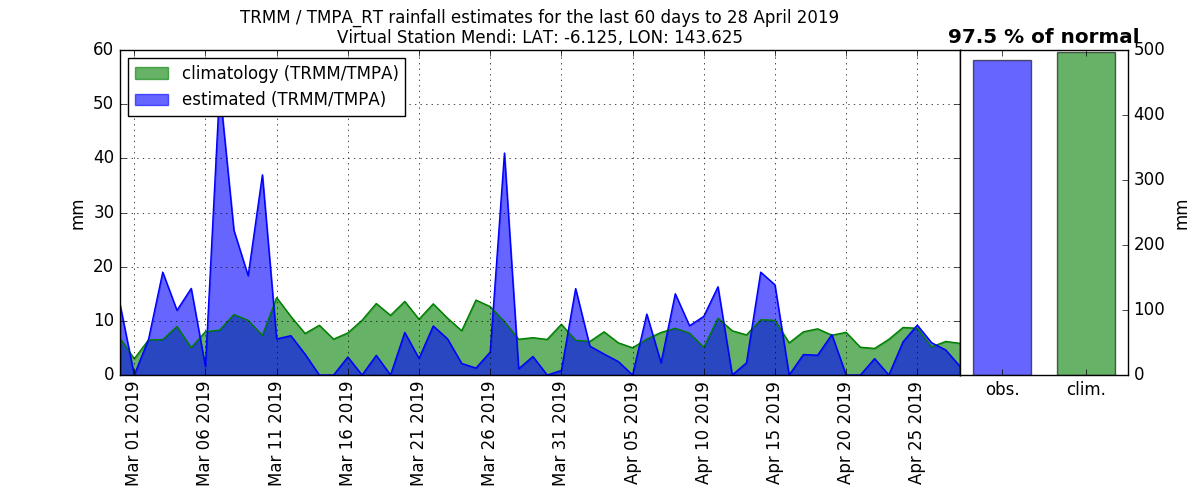 TRMM / TMPA_RT rainfall estimates for the last 60 days to 28 April 2019
Virtual Station Mendi: LAT: -6.125, LON: 143.625
97.5 % of normal
climatology (TRMM/TMPA)
estimated (TRMM/TMPA)
60
50
40
30
20
10
0
mm
500
400
300
200
100
0
mm
Mar 01 2019
Mar 06 2019
Mar 11 2019
Mar 16 2019
Mar 21 2019
Mar 26 2019
Mar 31 2019
Apr 05 2019
Apr 10 2019
Apr 15 2019
Apr 20 2019
Apr 25 2019
obs.
clim.